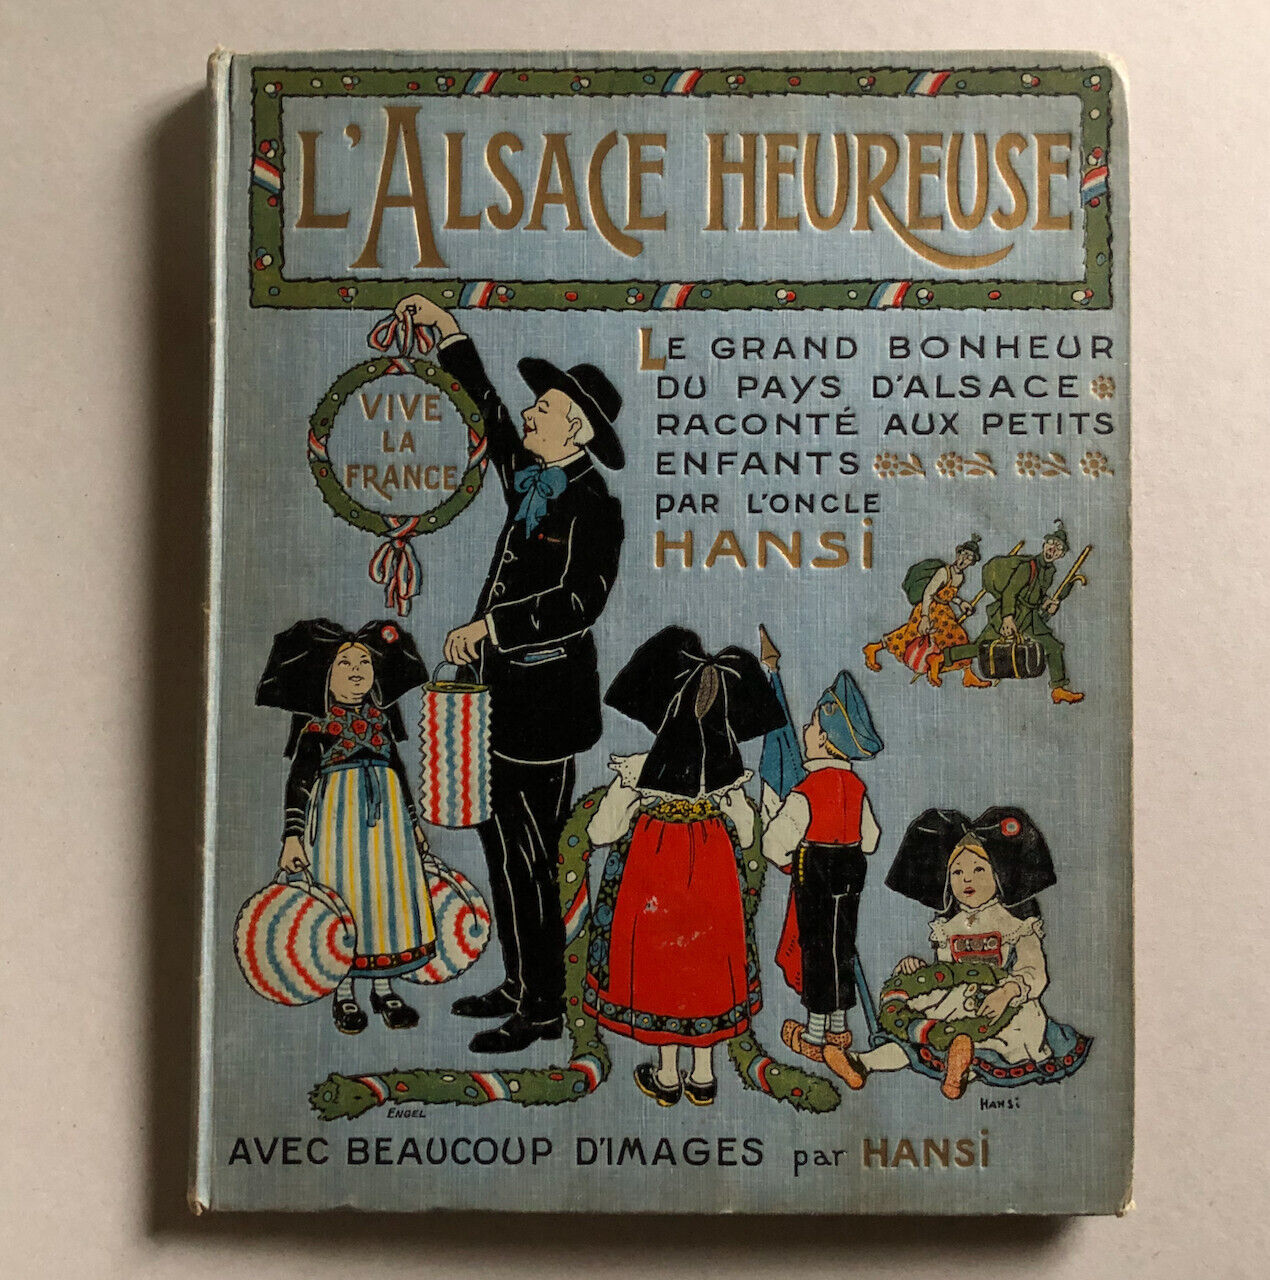 L'ALSACE HEUREUSE
LE GRAND BONHEUR
DU PAYS D'ALSACE
RACONTÉ AUX PETITS
ENFANTS
PAR L'ONCLE
HANSi
VIVE
LA
FRANCE
ENGEL
HANSi
AVEC BEAUCOUP D'IMAGES par HANSi